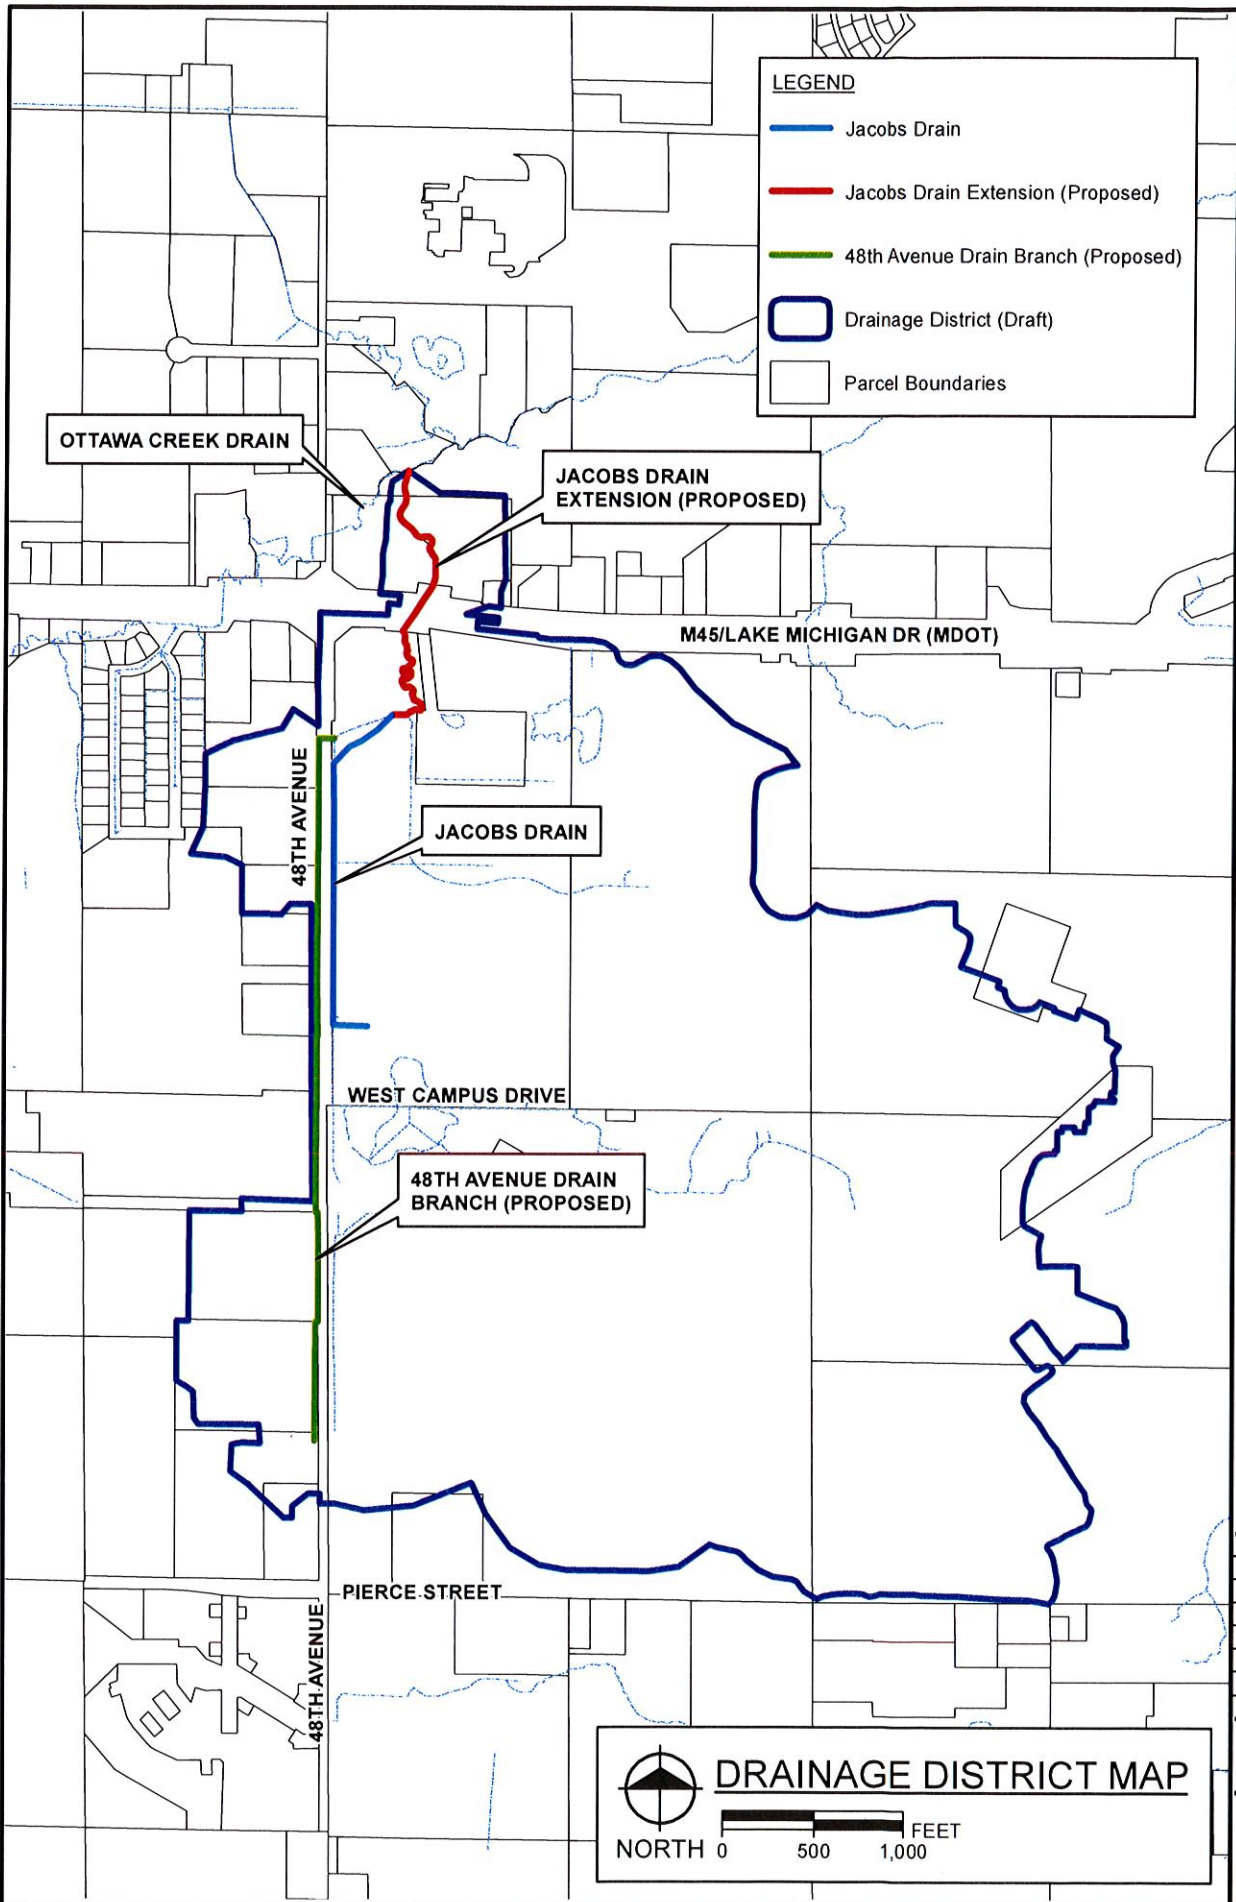 LEGEND
Jacobs Drain
Jacobs Drain Extension (Proposed)
48th Avenue Drain Branch (Proposed)
Drainage District (Draft)
Parcel Boundaries
OTTAWA CREEK DRAIN
JACOBS DRAIN
EXTENSION (PROPOSED)
M45/LAKE MICHIGAN DR (MDOT)
48TH AVENUE
JACOBS DRAIN
WEST CAMPUS DRIVE
48TH AVENUE DRAIN
BRANCH (PROPOSED)
PIERCE STREET
48TH AVENUE
DRAINAGE DISTRICT MAP
NORTH
FEET
0 500 1,000